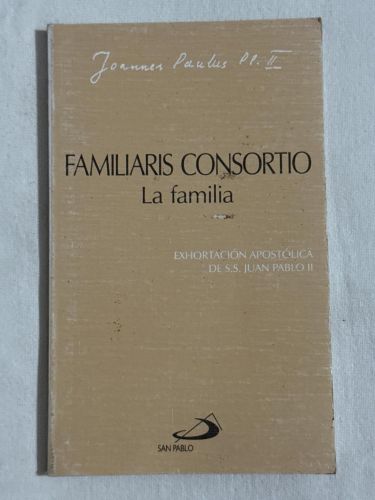 Joannes Paulus PP. II
FAMILIARIS CONSORTIO
La familia
EXHORTACIÓN APOSTÓLICA
DE S.S. JUAN PABLO II
SAN PABLO